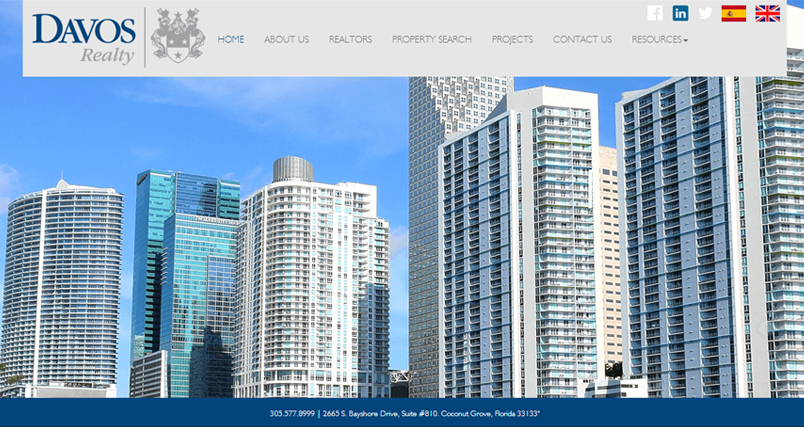 DAVOS
Realty
HOME ABOUT US REALTORS PROPERTY SEARCH PROJECTS CONTACT US RESOURCES
305.577.8999 | 2665 S. Bayshore Drive, Suite #810. Coconut Grove, Florida 33133"